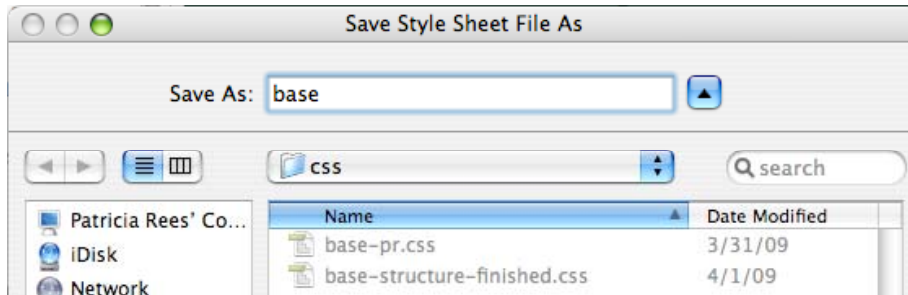 Save Style Sheet File As
Save As: base
css
search
Name Date Modified
Patricia Rees' Co...
iDisk
Network
base-pr.css 3/31/09
base-structure-finished.css 4/1/09